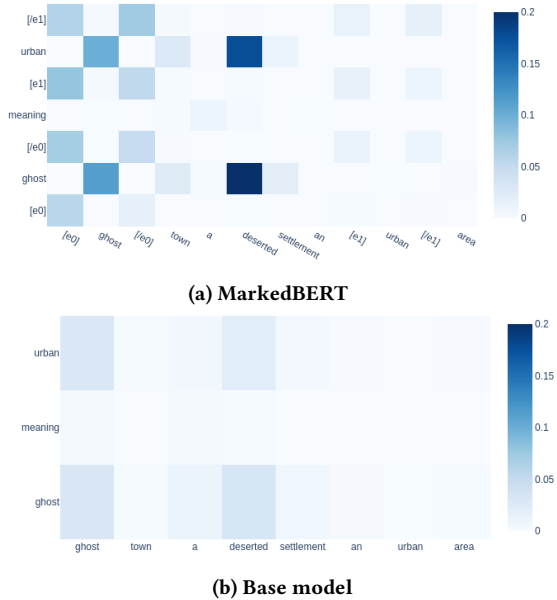 [/e1]
urban
[e1]
meaning
[/e0]
ghost
[e0]
[e0] ghost [/e0] town a deserted settlement an [e1] urban [/e1] area
0.2
0.15
0.1
0.05
0
(a) MarkedBERT
urban
meaning
ghost
ghost town a deserted settlement an urban area
0.2
0.15
0.1
0.05
0
(b) Base model